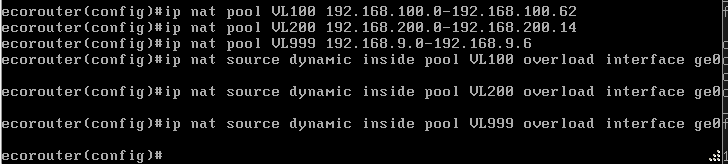 ecorouter(config)#ip nat pool VL100 192.168.100.0-192.168.100.62
ecorouter(config)#ip nat pool VL200 192.168.200.0-192.168.200.14
ecorouter(config)#ip nat pool VL999 192.168.9.0-192.168.9.6
ecorouter(config)#ip nat source dynamic inside pool VL100 overload interface ge0
ecorouter(config)#ip nat source dynamic inside pool VL200 overload interface ge0
ecorouter(config)#ip nat source dynamic inside pool VL999 overload interface ge0
ecorouter(config)#